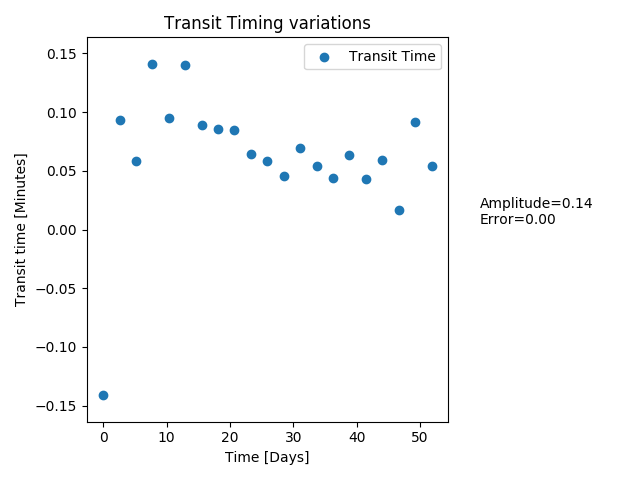 Transit Timing variations
Transit Time
0.15
0.10
0.05
0.00
−0.05
−0.10
−0.15
Transit time [Minutes]
Amplitude=0.14
Error=0.00
0 10 20 30 40 50
Time [Days]